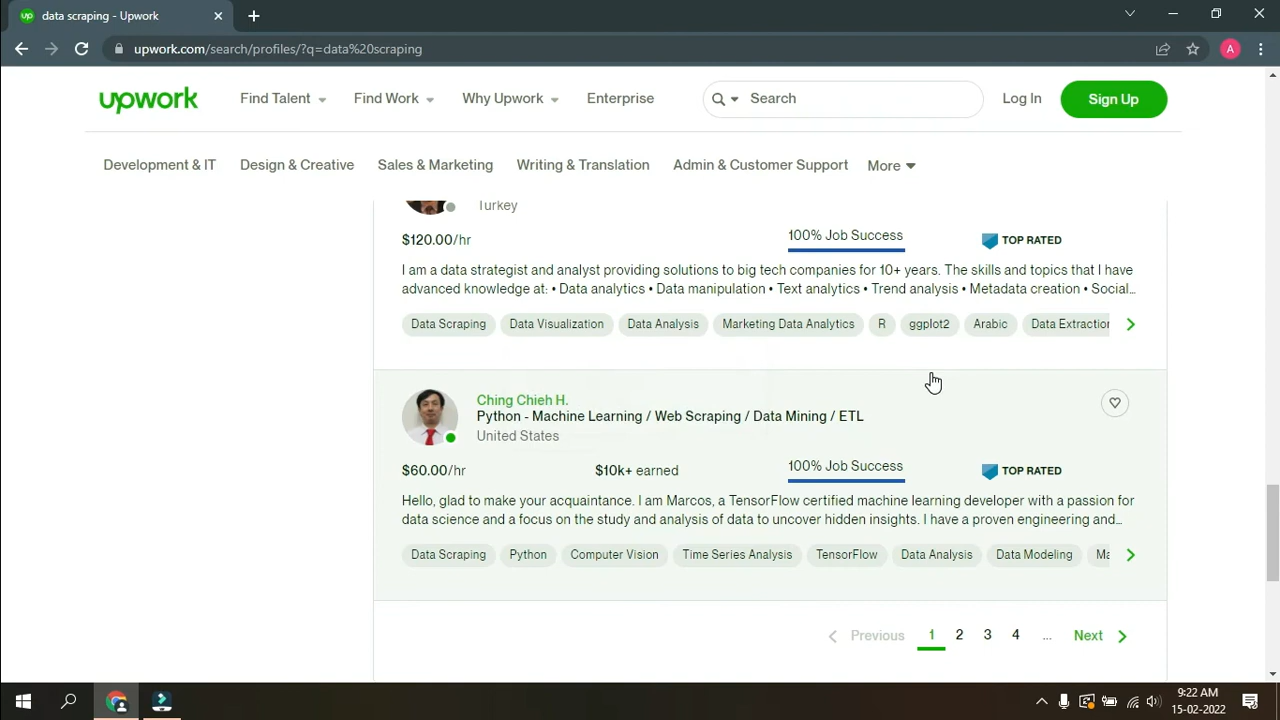 data scraping - Upwork
upwork.com/search/profiles/?q=data%20scraping
A
upwork
Find Talent
Find Work
Why Upwork
Enterprise
Search
Log In
Sign Up
Development & IT
Design & Creative
Sales & Marketing
Writing & Translation
Admin & Customer Support
More
Turkey
$120.00/hr
100% Job Success
TOP RATED
I am a data strategist and analyst providing solutions to big tech companies for 10+ years. The skills and topics that I have
advanced knowledge at: • Data analytics • Data manipulation • Text analytics • Trend analysis • Metadata creation • Social...
Data Scraping
Data Visualization
Data Analysis
Marketing Data Analytics
R
ggplot2
Arabic
Data Extraction
Ching Chieh H.
Python - Machine Learning / Web Scraping / Data Mining / ETL
United States
$60.00/hr
$10k+ earned
100% Job Success
TOP RATED
Hello, glad to make your acquaintance. I am Marcos, a TensorFlow certified machine learning developer with a passion for
data science and a focus on the study and analysis of data to uncover hidden insights. I have a proven engineering and...
Data Scraping
Python
Computer Vision
Time Series Analysis
TensorFlow
Data Analysis
Data Modeling
Ma
Previous
1
2
3
4
...
Next
9:22 AM
15-02-2022